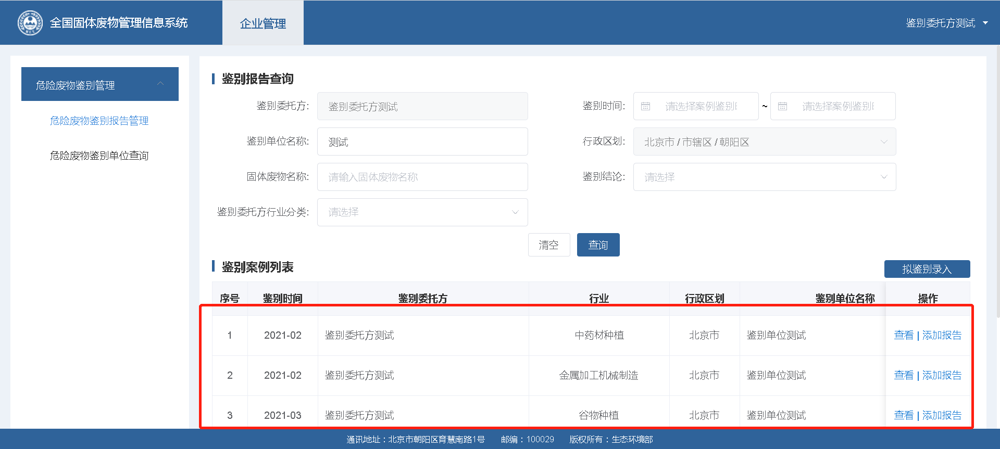 全国固体废物管理信息系统
企业管理
鉴别委托方测试
危险废物鉴别管理
危险废物鉴别报告管理
危险废物鉴别单位查询
鉴别报告查询
鉴别委托方: 鉴别委托方测试 鉴别时间: 请选择案例鉴别 ~ 请选择案例鉴别
鉴别单位名称: 测试 行政区划: 北京市 / 市辖区 / 朝阳区
固体废物名称: 请输入固体废物名称 鉴别结论: 请选择
鉴别委托方行业分类: 请选择
清空 查询
鉴别案例列表 拟鉴别录入
序号 鉴别时间 鉴别委托方 行业 行政区划 鉴别单位名称 操作
1 2021-02 鉴别委托方测试 中药材种植 北京市 鉴别单位测试 查看 | 添加报告
2 2021-02 鉴别委托方测试 金属加工机械制造 北京市 鉴别单位测试 查看 | 添加报告
3 2021-03 鉴别委托方测试 谷物种植 北京市 鉴别单位测试 查看 | 添加报告
通讯地址：北京市朝阳区育慧南路1号 邮编：100029 版权所有：生态环境部